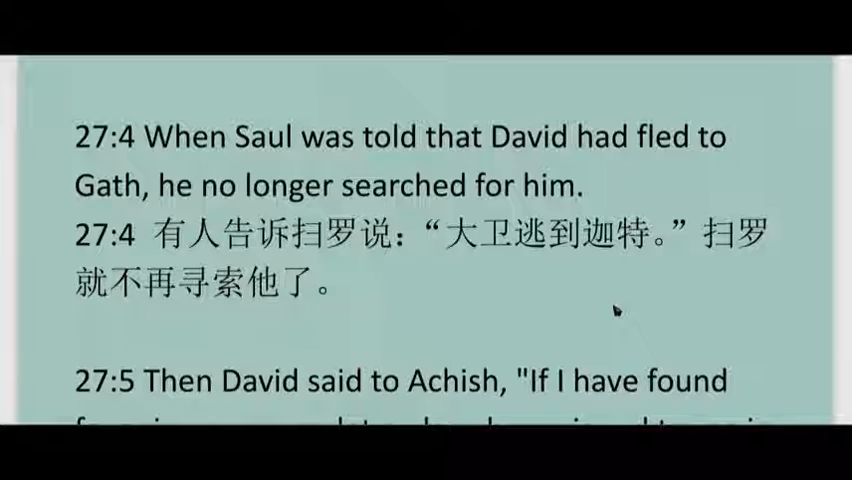 27:4 When Saul was told that David had fled to
Gath, he no longer searched for him.
27:4 有人告诉扫罗说：“大卫逃到迦特。”扫罗
就不再寻索他了。
27:5 Then David said to Achish, "If I have found